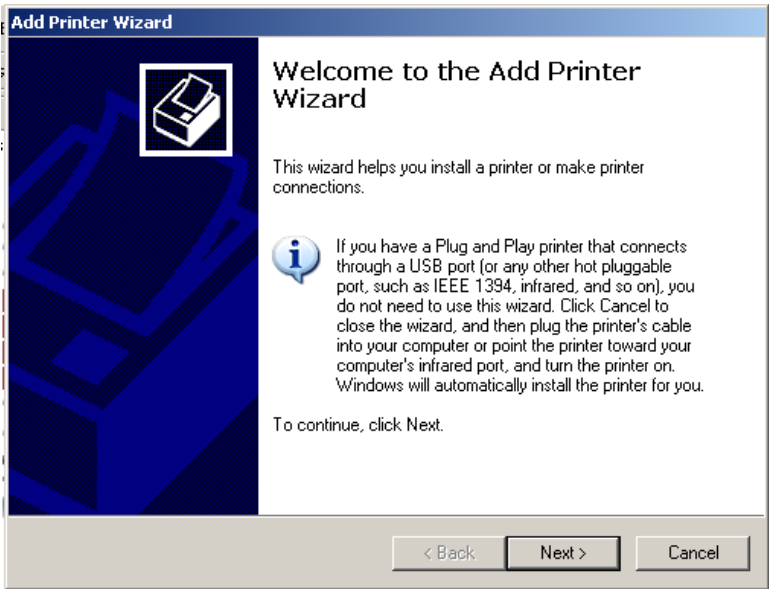 Add Printer Wizard
Welcome to the Add Printer
Wizard
This wizard helps you install a printer or make printer
connections.
If you have a Plug and Play printer that connects
through a USB port (or any other hot pluggable
port, such as IEEE 1394, infrared, and so on), you
do not need to use this wizard. Click Cancel to
close the wizard, and then plug the printer's cable
into your computer or point the printer toward your
computer's infrared port, and turn the printer on.
Windows will automatically install the printer for you.
To continue, click Next.
< Back Next > Cancel